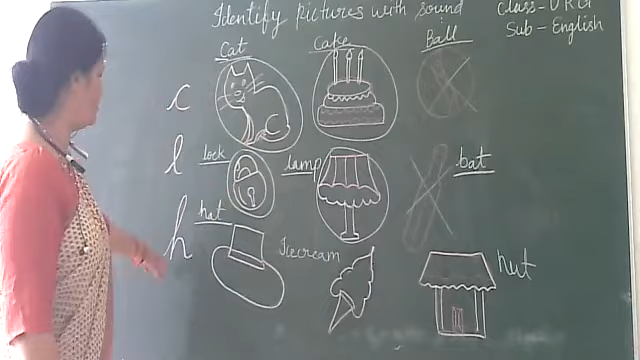 Identify pictures with sound
Class- UKG
Sub - English
Cat
Cake
Ball
c
l
lock
lamp
bat
h
hat
Icecream
hut